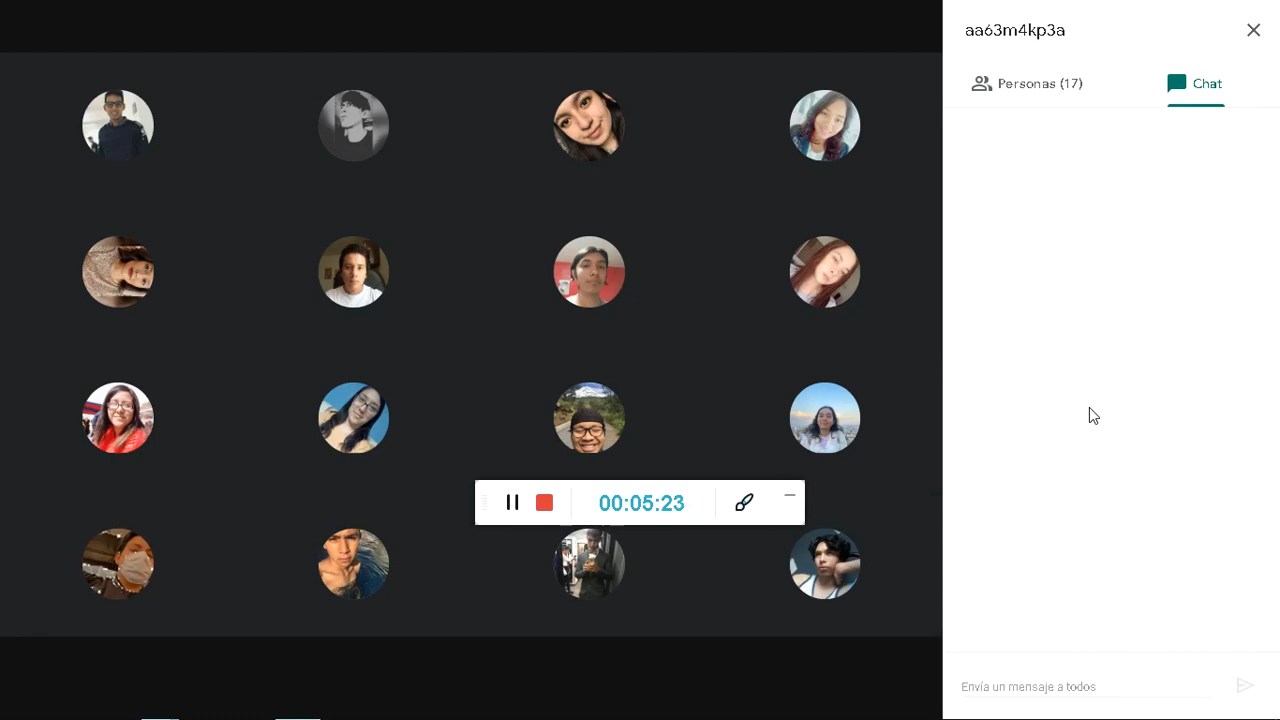 aa63m4kp3a
Personas (17)
Chat
00:05:23
Envía un mensaje a todos